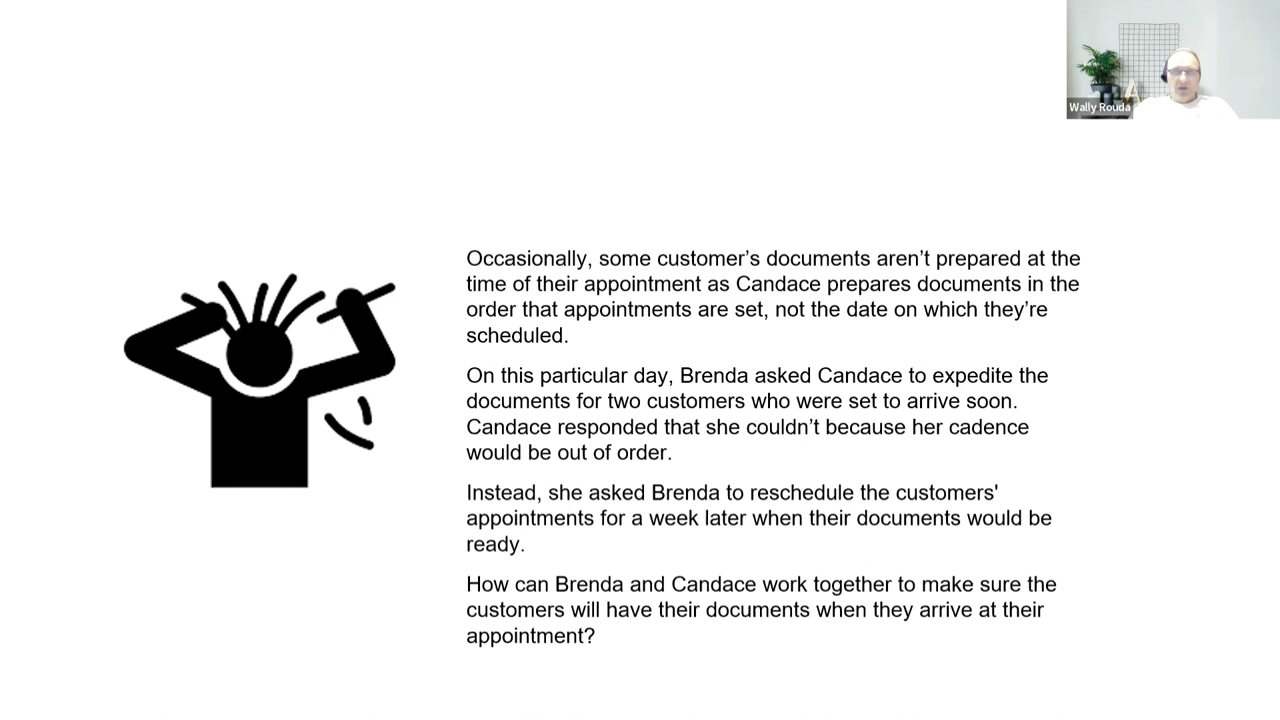 Wally Rouda
Occasionally, some customer’s documents aren’t prepared at the
time of their appointment as Candace prepares documents in the
order that appointments are set, not the date on which they’re
scheduled.
On this particular day, Brenda asked Candace to expedite the
documents for two customers who were set to arrive soon.
Candace responded that she couldn’t because her cadence
would be out of order.
Instead, she asked Brenda to reschedule the customers'
appointments for a week later when their documents would be
ready.
How can Brenda and Candace work together to make sure the
customers will have their documents when they arrive at their
appointment?